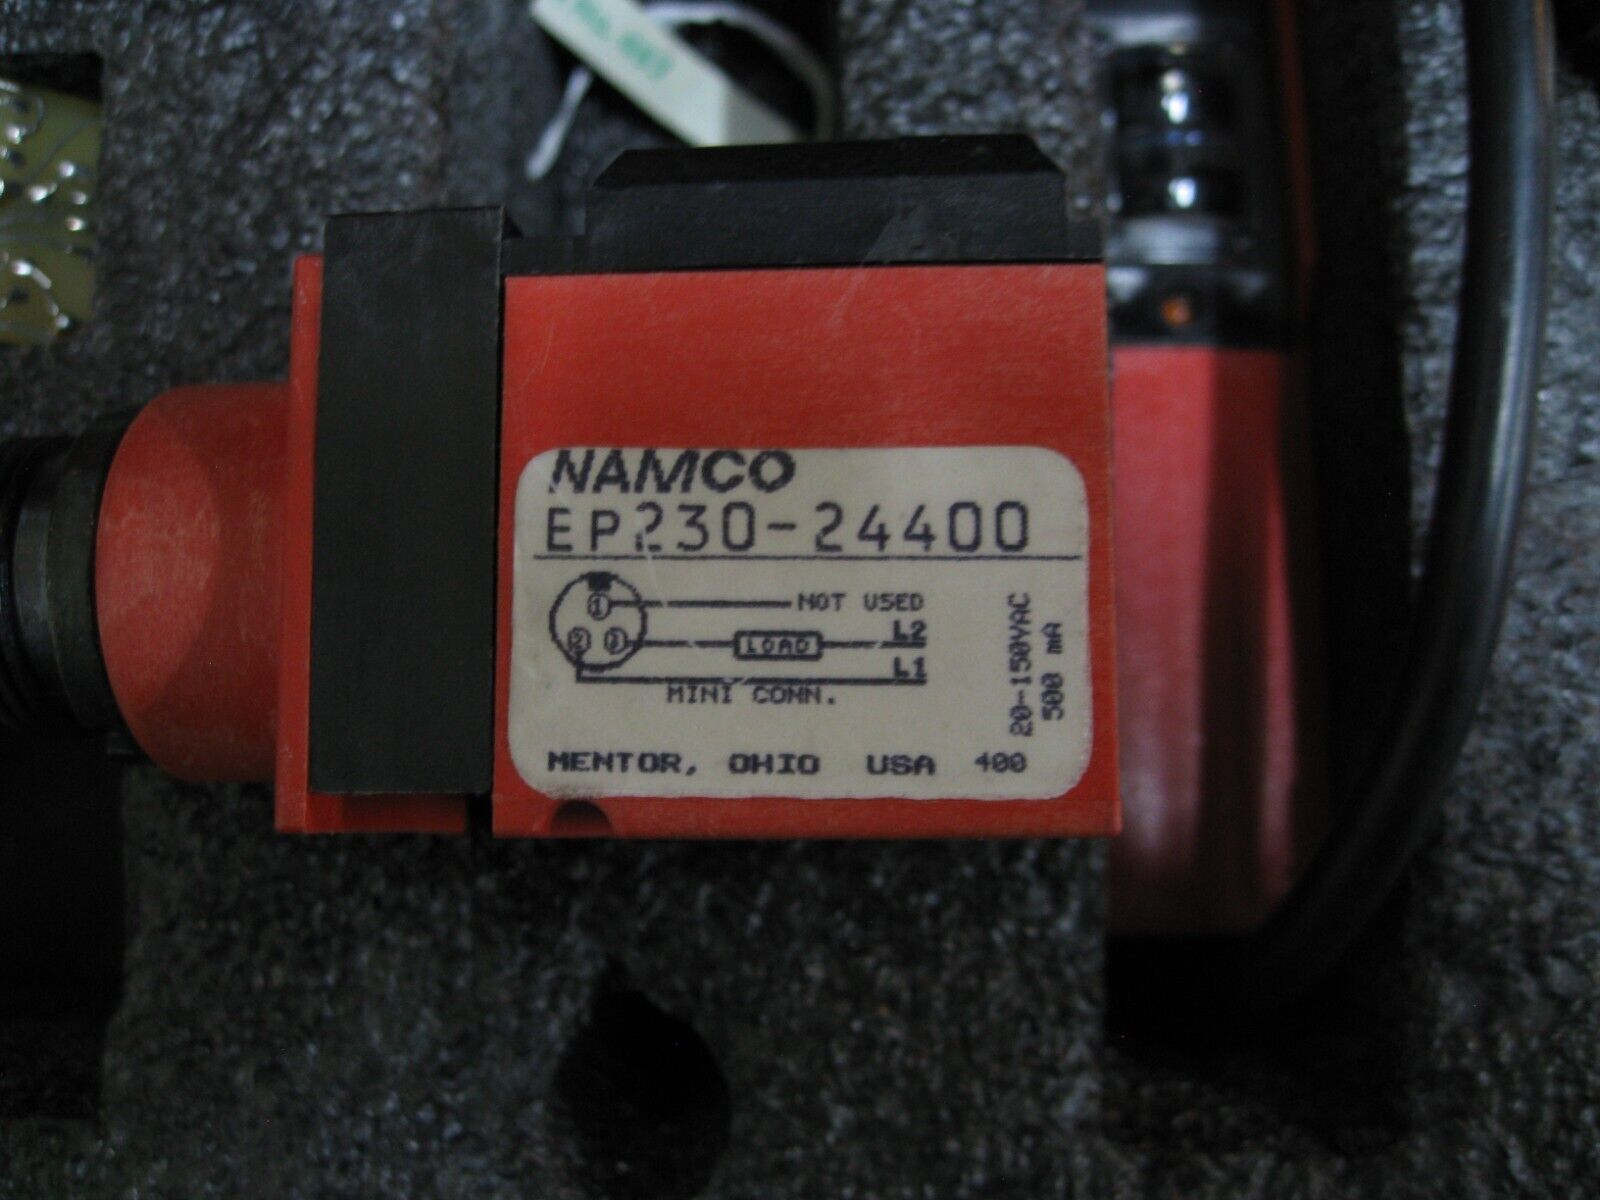 NAMCO
EP230-24400
1 NOT USED
2 3 LOAD L2
L1
MINI CONN.
20-150VAC
500 mA
MENTOR, OHIO USA 400